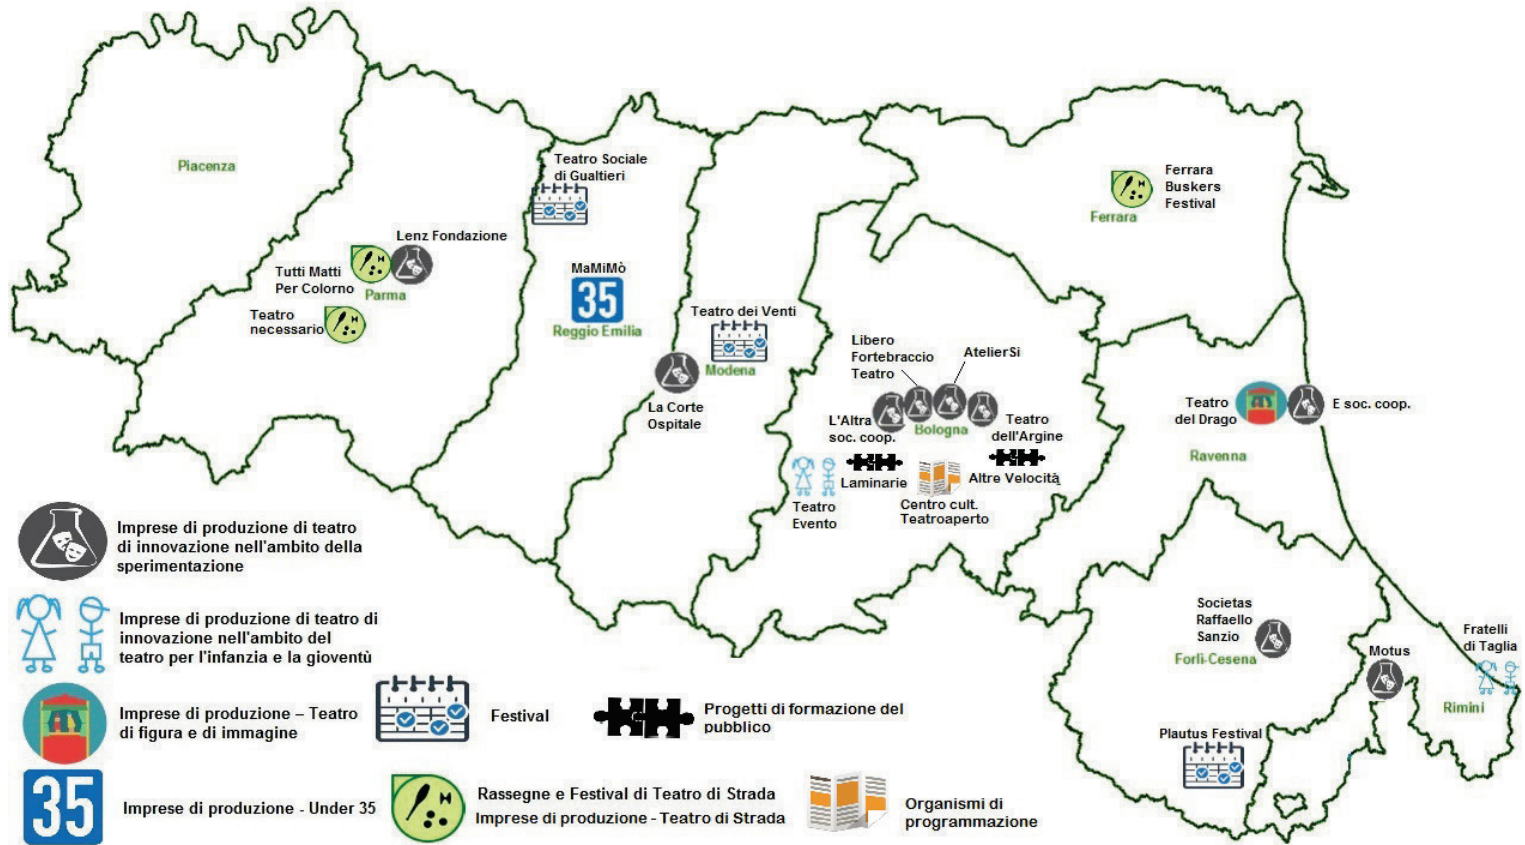 Piacenza
Teatro Sociale
di Gualtieri
Ferrara
Buskers
Festival
Ferrara
Lenz Fondazione
Tutti Matti
Per Colorno
Parma
Teatro
necessario
MaMiMò
35
Reggio Emilia
Teatro dei Venti
Modena
La Corte
Ospitale
Libero
Fortebraccio
Teatro
AtelierSi
L'Altra
soc. coop.
Bologna
Teatro
dell'Argine
Laminarie
Altre Velocità
Teatro
Evento
Centro cult.
Teatroaperto
Teatro
del Drago
E soc. coop.
Ravenna
Societas
Raffaello
Sanzio
Forlì-Cesena
Motus
Fratelli
di Taglia
Rimini
Plautus Festival
Imprese di produzione di teatro
di innovazione nell'ambito della
sperimentazione
Imprese di produzione di teatro di
innovazione nell'ambito del
teatro per l'infanzia e la gioventù
Imprese di produzione – Teatro
di figura e di immagine
Festival
Progetti di formazione del
pubblico
35
Imprese di produzione - Under 35
Rassegne e Festival di Teatro di Strada
Imprese di produzione - Teatro di Strada
Organismi di
programmazione